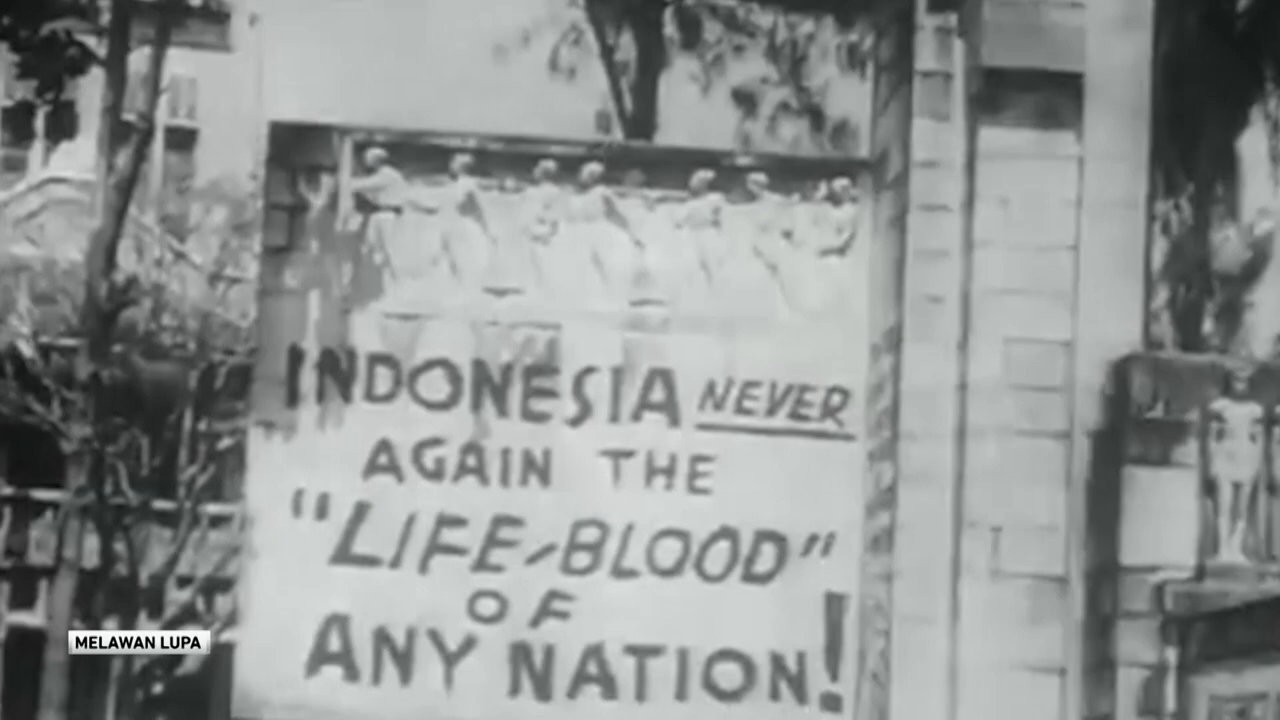 INDONESIA NEVER
AGAIN THE
"LIFE-BLOOD"
OF
ANY NATION!
MELAWAN LUPA